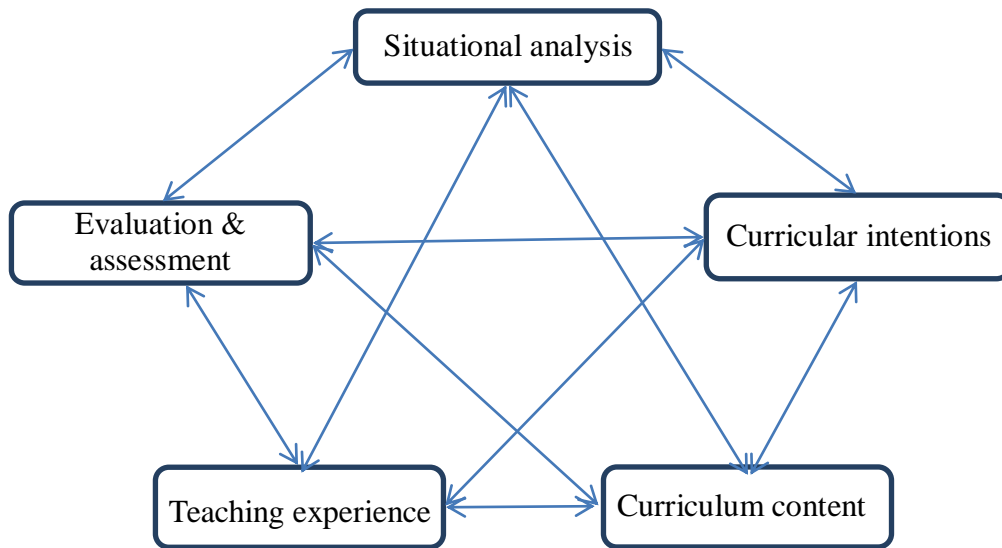 Situational analysis
Evaluation &
assessment
Curricular intentions
Teaching experience
Curriculum content